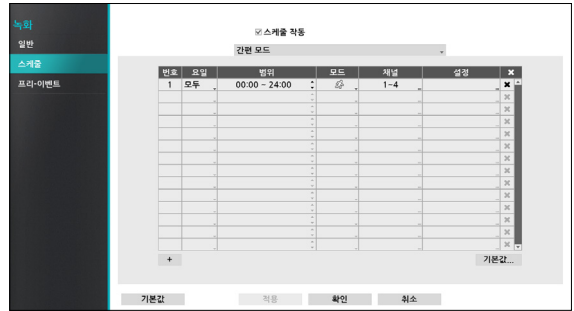 녹화
일반
스케줄
프리-이벤트
스케줄 작동
간편 모드
번호 요일 범위 모드 채널 설정 ×
1 모두 00:00 – 24:00 1-4
+ 기본값...
기본값 적용 확인 취소